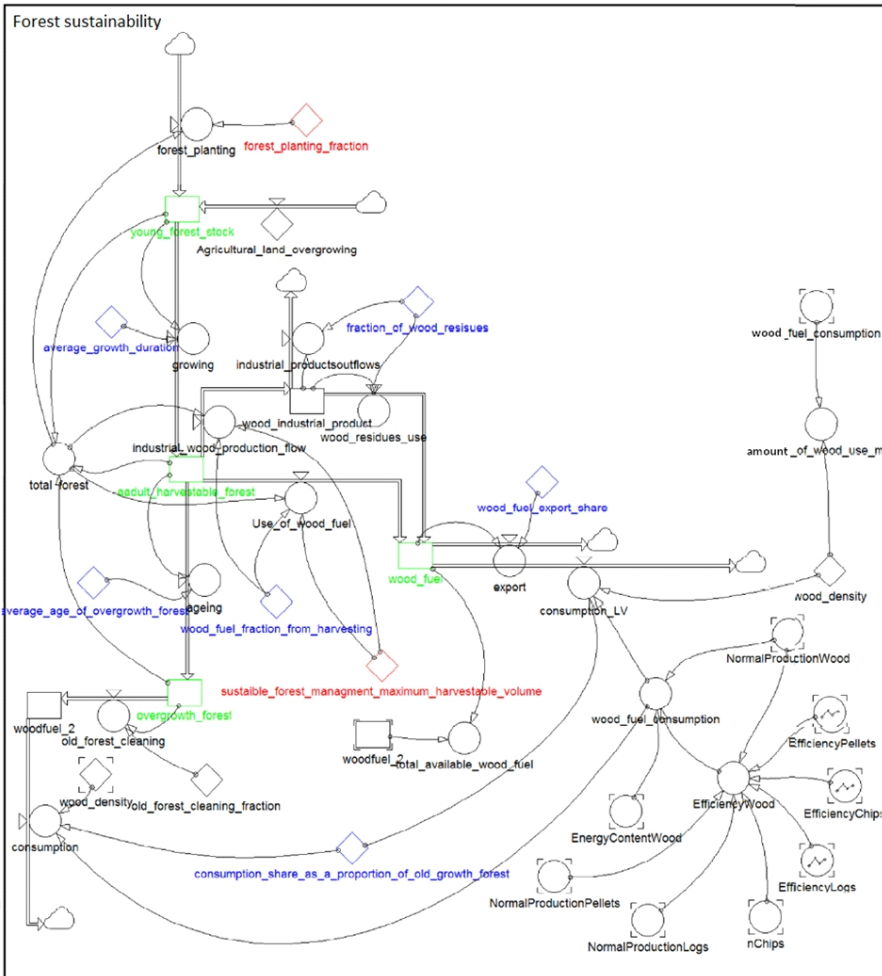 Forest sustainability
forest_planting
forest_planting_fraction
young_forest_stock
Agricultural_land_overgrowing
average_growth_duration
growing
industrial_productsoutflows
fraction_of_wood_resisues
wood_fuel_consumption
wood_industrial_product
wood_residues_use
industrial_wood_production_flow
amount_of_wood_use_m
total_forest
aadult_harvestable_forest
Use_of_wood_fuel
wood_fuel_export_share
wood_fuel
export
consumption_LV
wood_density
average_age_of_overgrowth_forest
ageing
wood_fuel_fraction_from_harvesting
NormalProductionWood
sustaible_forest_managment_maximum_harvestable_volume
overgrowth_forest
wood_fuel_consumption
woodfuel_2
old_forest_cleaning
woodfuel_2
total_available_wood_fuel
EfficiencyPellets
wood_density
old_forest_cleaning_fraction
EfficiencyWood
EfficiencyChips
consumption
EnergyContentWood
consumption_share_as_a_proportion_of_old_growth_forest
EfficiencyLogs
NormalProductionPellets
NormalProductionLogs
nChips